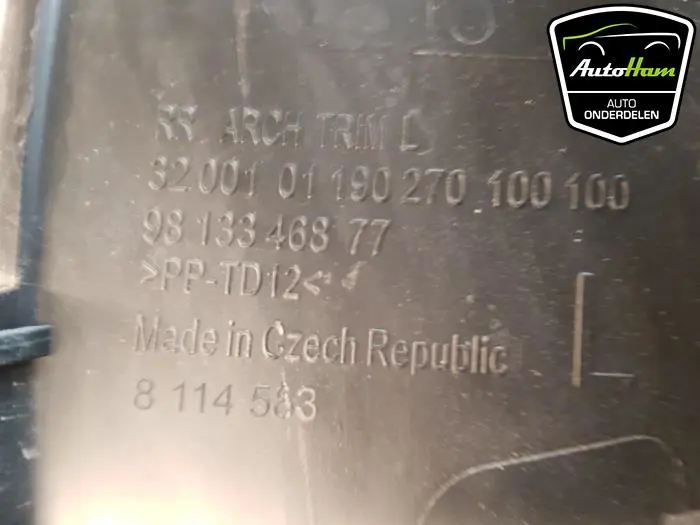 AutoHam
AUTO
ONDERDELEN
RR ARCH TRIM L
32 001 01 190 270 100 100
98 133 468 77
>PP-TD12<
Made in Czech Republic
L
8 114 583